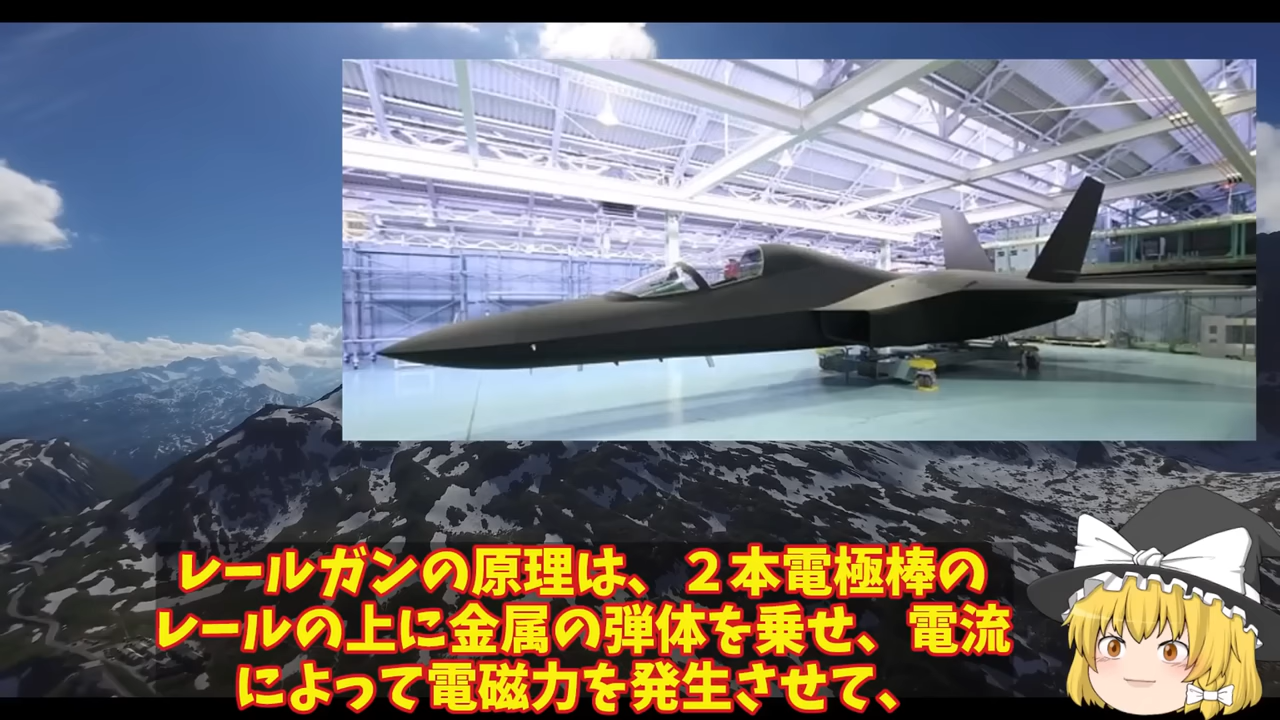 レールガンの原理は、２本電極棒の
レールの上に金属の弾体を乗せ、電流
によって電磁力を発生させて、